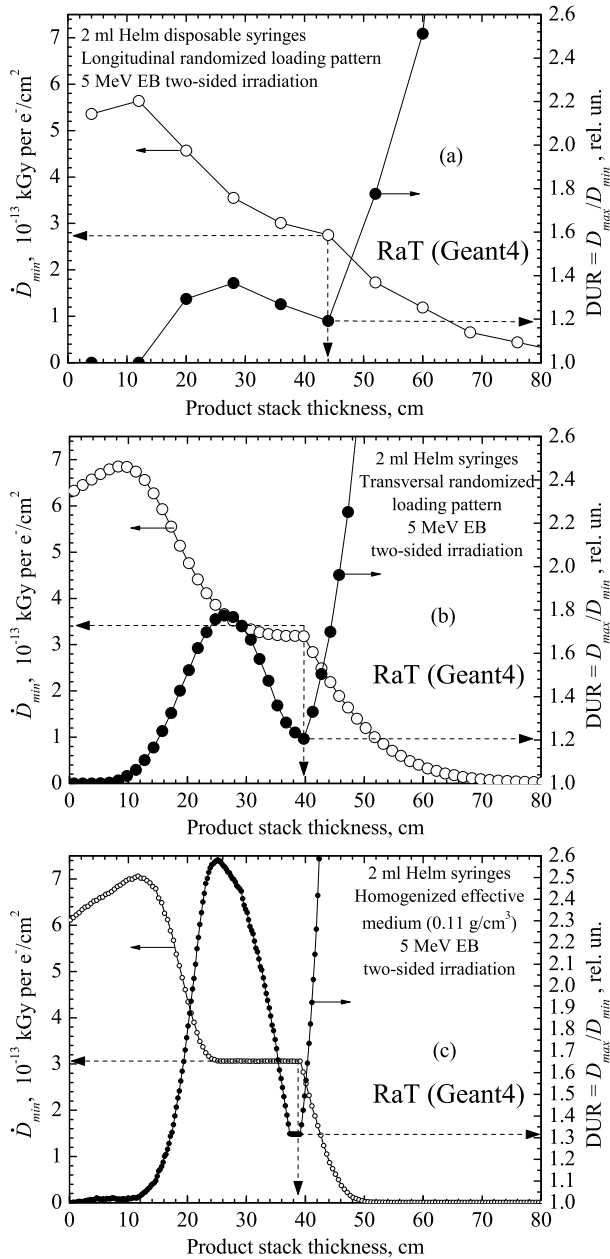 2 ml Helm disposable syringes
Longitudinal randomized loading pattern
5 MeV EB two-sided irradiation
(a)
RaT (Geant4)
Ḋmin, 10⁻¹³ kGy per e⁻/cm²
0
1
2
3
4
5
6
7
DUR = Dmax/Dmin, rel. un.
1.0
1.2
1.4
1.6
1.8
2.0
2.2
2.4
2.6
0 10 20 30 40 50 60 70 80
Product stack thickness, cm
2 ml Helm syringes
Transversal randomized
loading pattern
5 MeV EB
two-sided irradiation
(b)
RaT (Geant4)
Ḋmin, 10⁻¹³ kGy per e⁻/cm²
0
1
2
3
4
5
6
7
DUR = Dmax/Dmin, rel. un.
1.0
1.2
1.4
1.6
1.8
2.0
2.2
2.4
2.6
0 10 20 30 40 50 60 70 80
Product stack thickness, cm
2 ml Helm syringes
Homogenized effective
medium (0.11 g/cm³)
5 MeV EB
two-sided irradiation
(c)
RaT (Geant4)
Ḋmin, 10⁻¹³ kGy per e⁻/cm²
0
1
2
3
4
5
6
7
DUR = Dmax/Dmin, rel. un.
1.0
1.1
1.2
1.3
1.4
1.5
1.6
1.7
1.8
1.9
2.0
2.1
2.2
2.3
2.4
2.5
2.6
0 10 20 30 40 50 60 70 80
Product stack thickness, cm